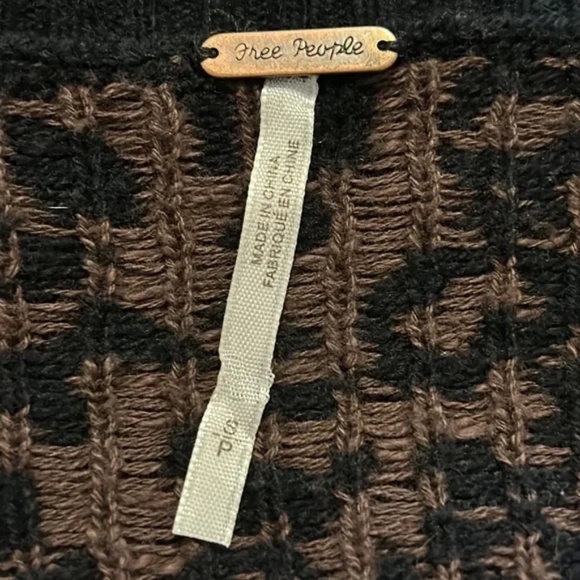 Free People
MADE IN CHINA
FABRIQUÉ EN CHINE
P/S